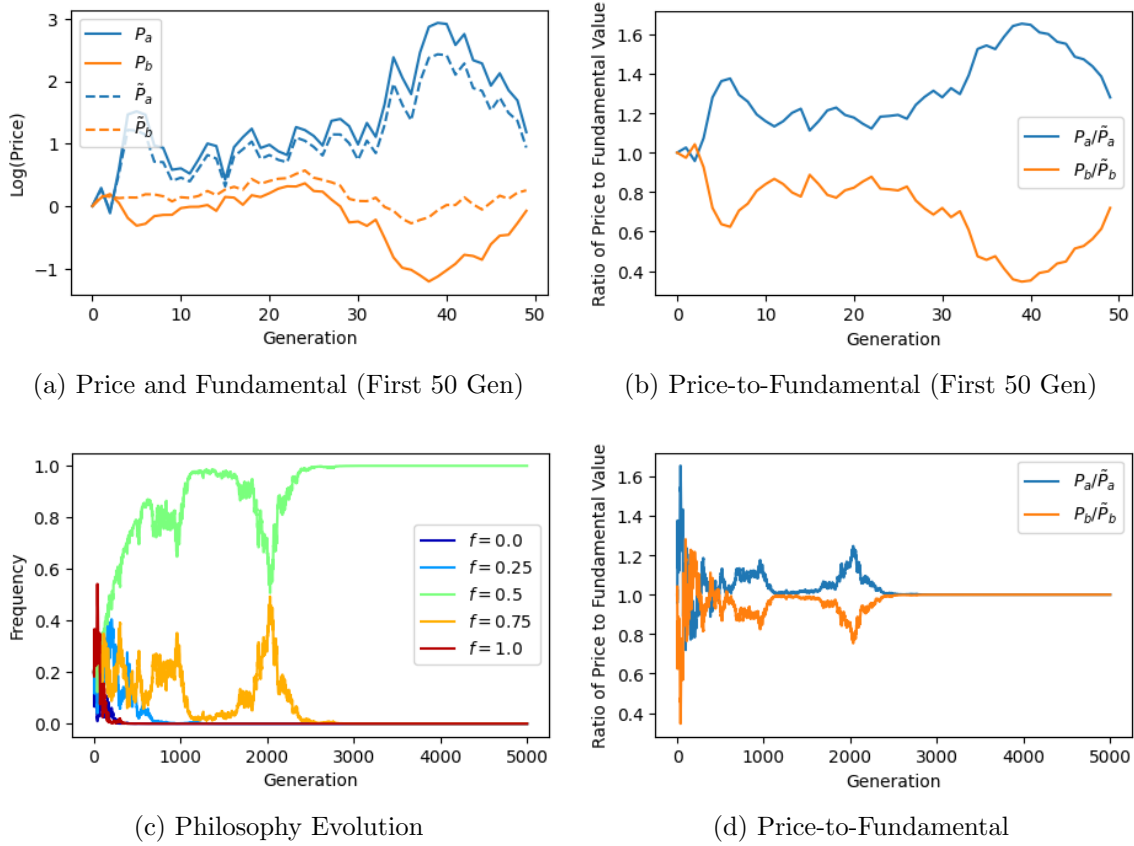 Log(Price)
3
2
1
0
−1
P_a
P_b
P̃_a
P̃_b
0 10 20 30 40 50
Generation
(a) Price and Fundamental (First 50 Gen)
Ratio of Price to Fundamental Value
1.6
1.4
1.2
1.0
0.8
0.6
0.4
P_a/P̃_a
P_b/P̃_b
0 10 20 30 40 50
Generation
(b) Price-to-Fundamental (First 50 Gen)
Frequency
1.0
0.8
0.6
0.4
0.2
0.0
f = 0.0
f = 0.25
f = 0.5
f = 0.75
f = 1.0
0 1000 2000 3000 4000 5000
Generation
(c) Philosophy Evolution
Ratio of Price to Fundamental Value
1.6
1.4
1.2
1.0
0.8
0.6
0.4
P_a/P̃_a
P_b/P̃_b
0 1000 2000 3000 4000 5000
Generation
(d) Price-to-Fundamental